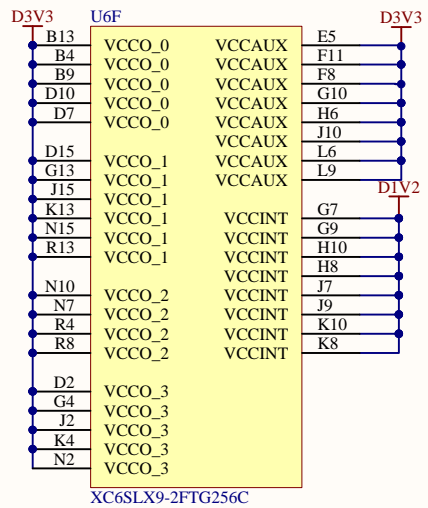 D3V3 U6F D3V3
B13 VCCO_0 VCCAUX E5
B4 VCCO_0 VCCAUX F11
B9 VCCO_0 VCCAUX F8
D10 VCCO_0 VCCAUX G10
D7 VCCO_0 VCCAUX H6
VCCAUX J10
D15 VCCO_1 VCCAUX L6
G13 VCCO_1 VCCAUX L9
J15 VCCO_1 D1V2
K13 VCCO_1 VCCINT G7
N15 VCCO_1 VCCINT G9
R13 VCCO_1 VCCINT H10
VCCINT H8
N10 VCCO_2 VCCINT J7
N7 VCCO_2 VCCINT J9
R4 VCCO_2 VCCINT K10
R8 VCCO_2 VCCINT K8
D2 VCCO_3
G4 VCCO_3
J2 VCCO_3
K4 VCCO_3
N2 VCCO_3
XC6SLX9-2FTG256C